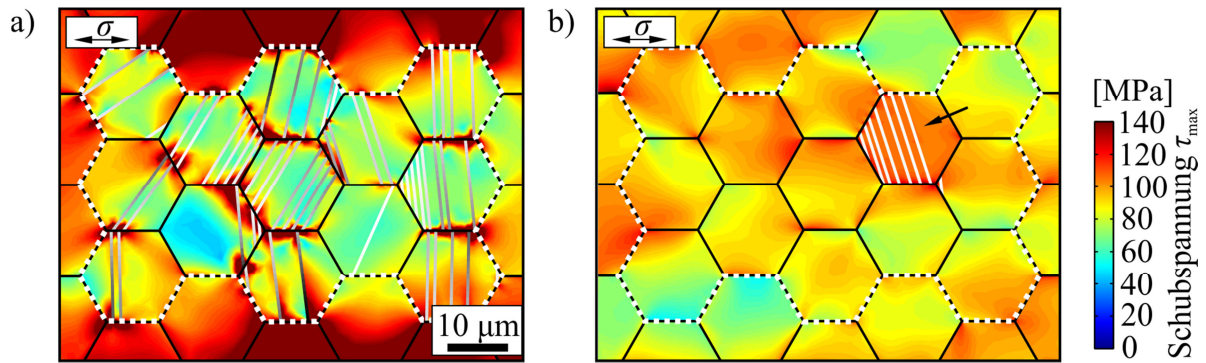 a)
σ
10 µm
b)
σ
[MPa]
140
120
100
80
60
40
20
0
Schubspannung τmax